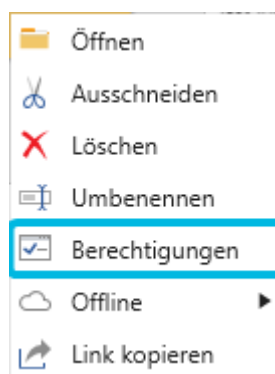 Öffnen
Ausschneiden
Löschen
Umbenennen
Berechtigungen
Offline
Link kopieren